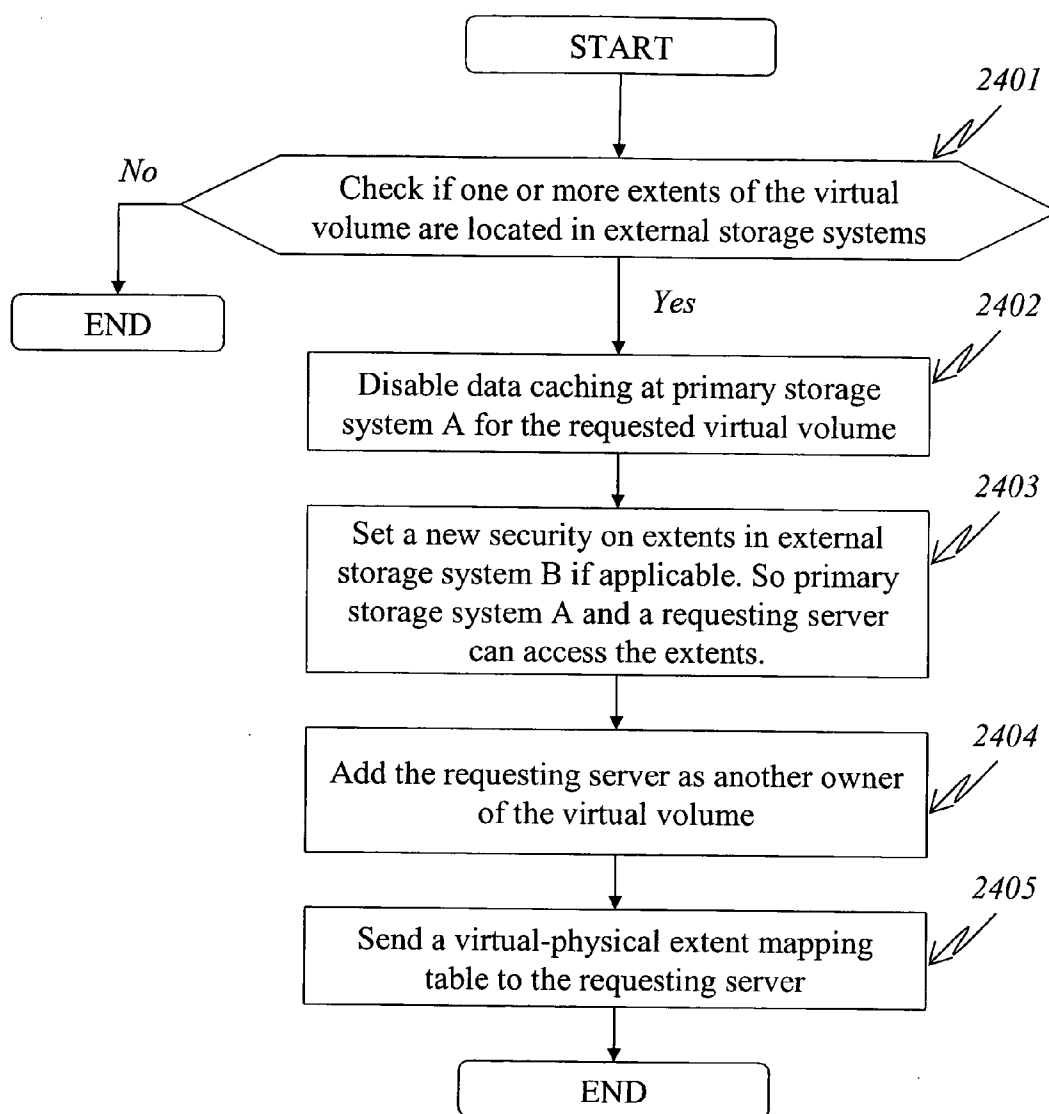 START
2401
No
Check if one or more extents of the virtual
volume are located in external storage systems
END
Yes
2402
Disable data caching at primary storage
system A for the requested virtual volume
2403
Set a new security on extents in external
storage system B if applicable. So primary
storage system A and a requesting server
can access the extents.
2404
Add the requesting server as another owner
of the virtual volume
2405
Send a virtual-physical extent mapping
table to the requesting server
END